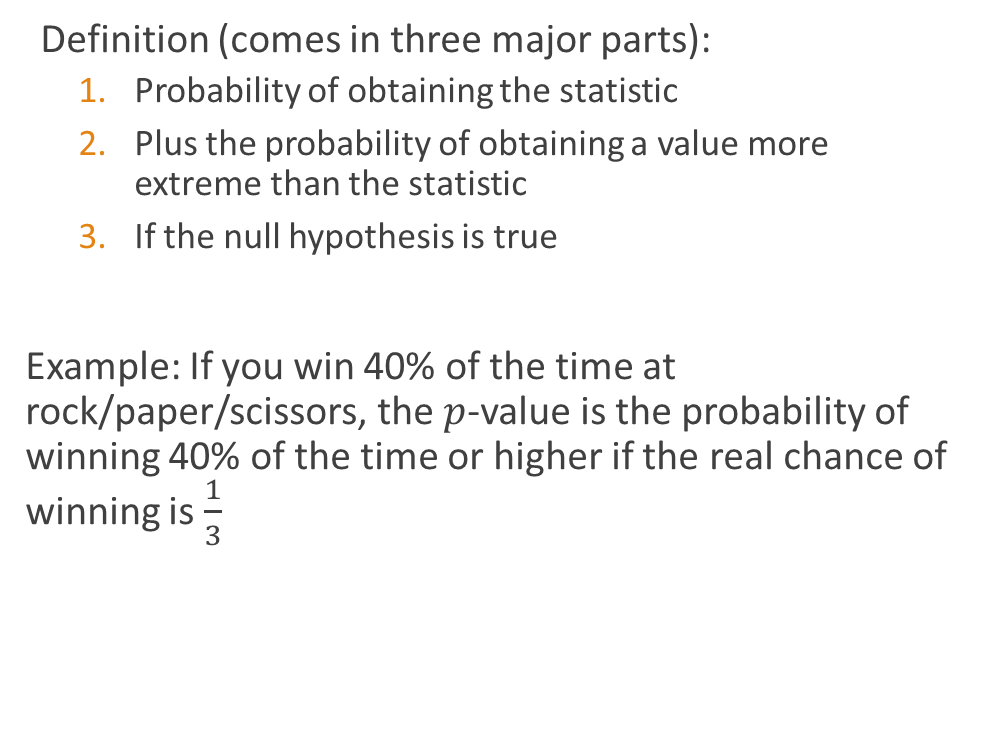 Definition (comes in three major parts):
1. Probability of obtaining the statistic
2. Plus the probability of obtaining a value more
extreme than the statistic
3. If the null hypothesis is true
Example: If you win 40% of the time at
rock/paper/scissors, the p-value is the probability of
winning 40% of the time or higher if the real chance of
winning is 1/3